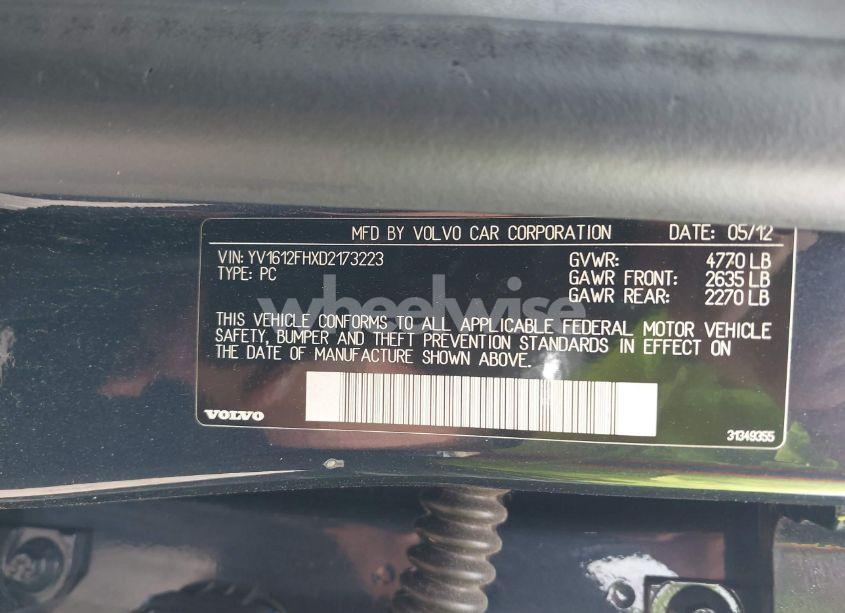 MFD BY VOLVO CAR CORPORATION DATE: 05/12
VIN: YV1612FHXD2173223 GVWR: 4770 LB
TYPE: PC GAWR FRONT: 2635 LB
GAWR REAR: 2270 LB
wheelwise
THIS VEHICLE CONFORMS TO ALL APPLICABLE FEDERAL MOTOR VEHICLE
SAFETY, BUMPER AND THEFT PREVENTION STANDARDS IN EFFECT ON
THE DATE OF MANUFACTURE SHOWN ABOVE.
VOLVO 31349355